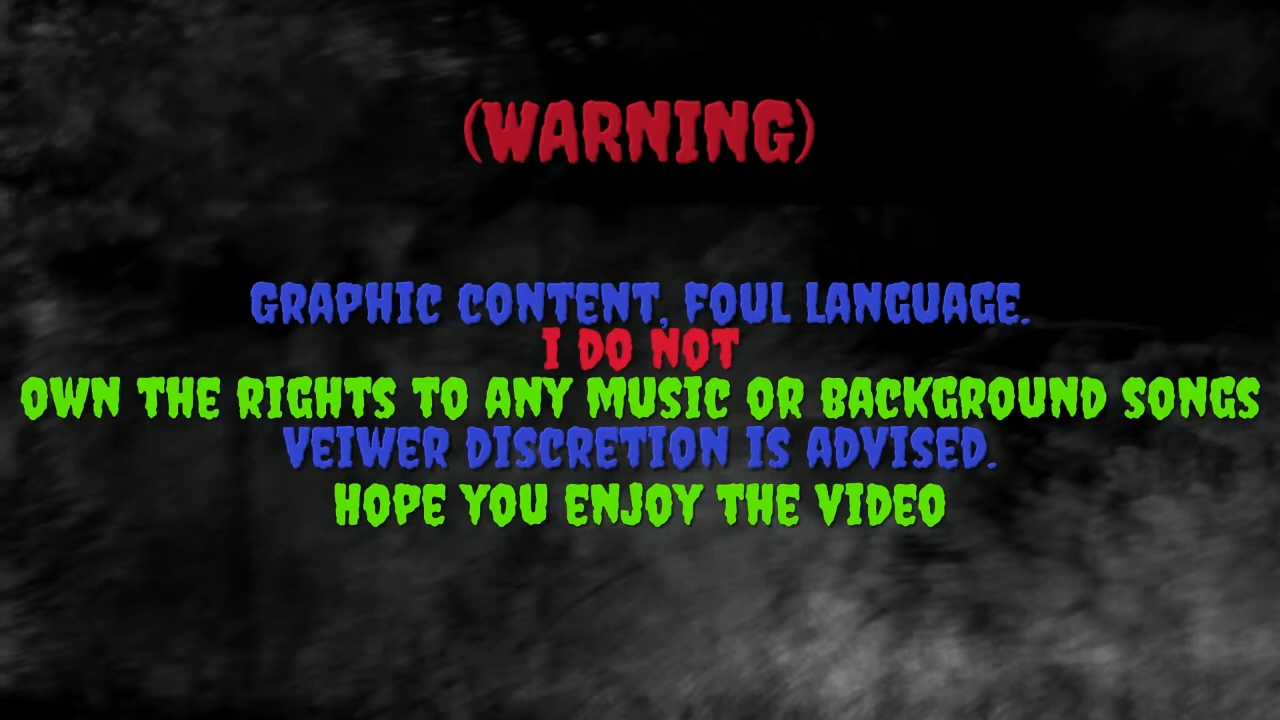 (WARNING)
GRAPHIC CONTENT, FOUL LANGUAGE.
I DO NOT
OWN THE RIGHTS TO ANY MUSIC OR BACKGROUND SONGS
VEIWER DISCRETION IS ADVISED.
HOPE YOU ENJOY THE VIDEO